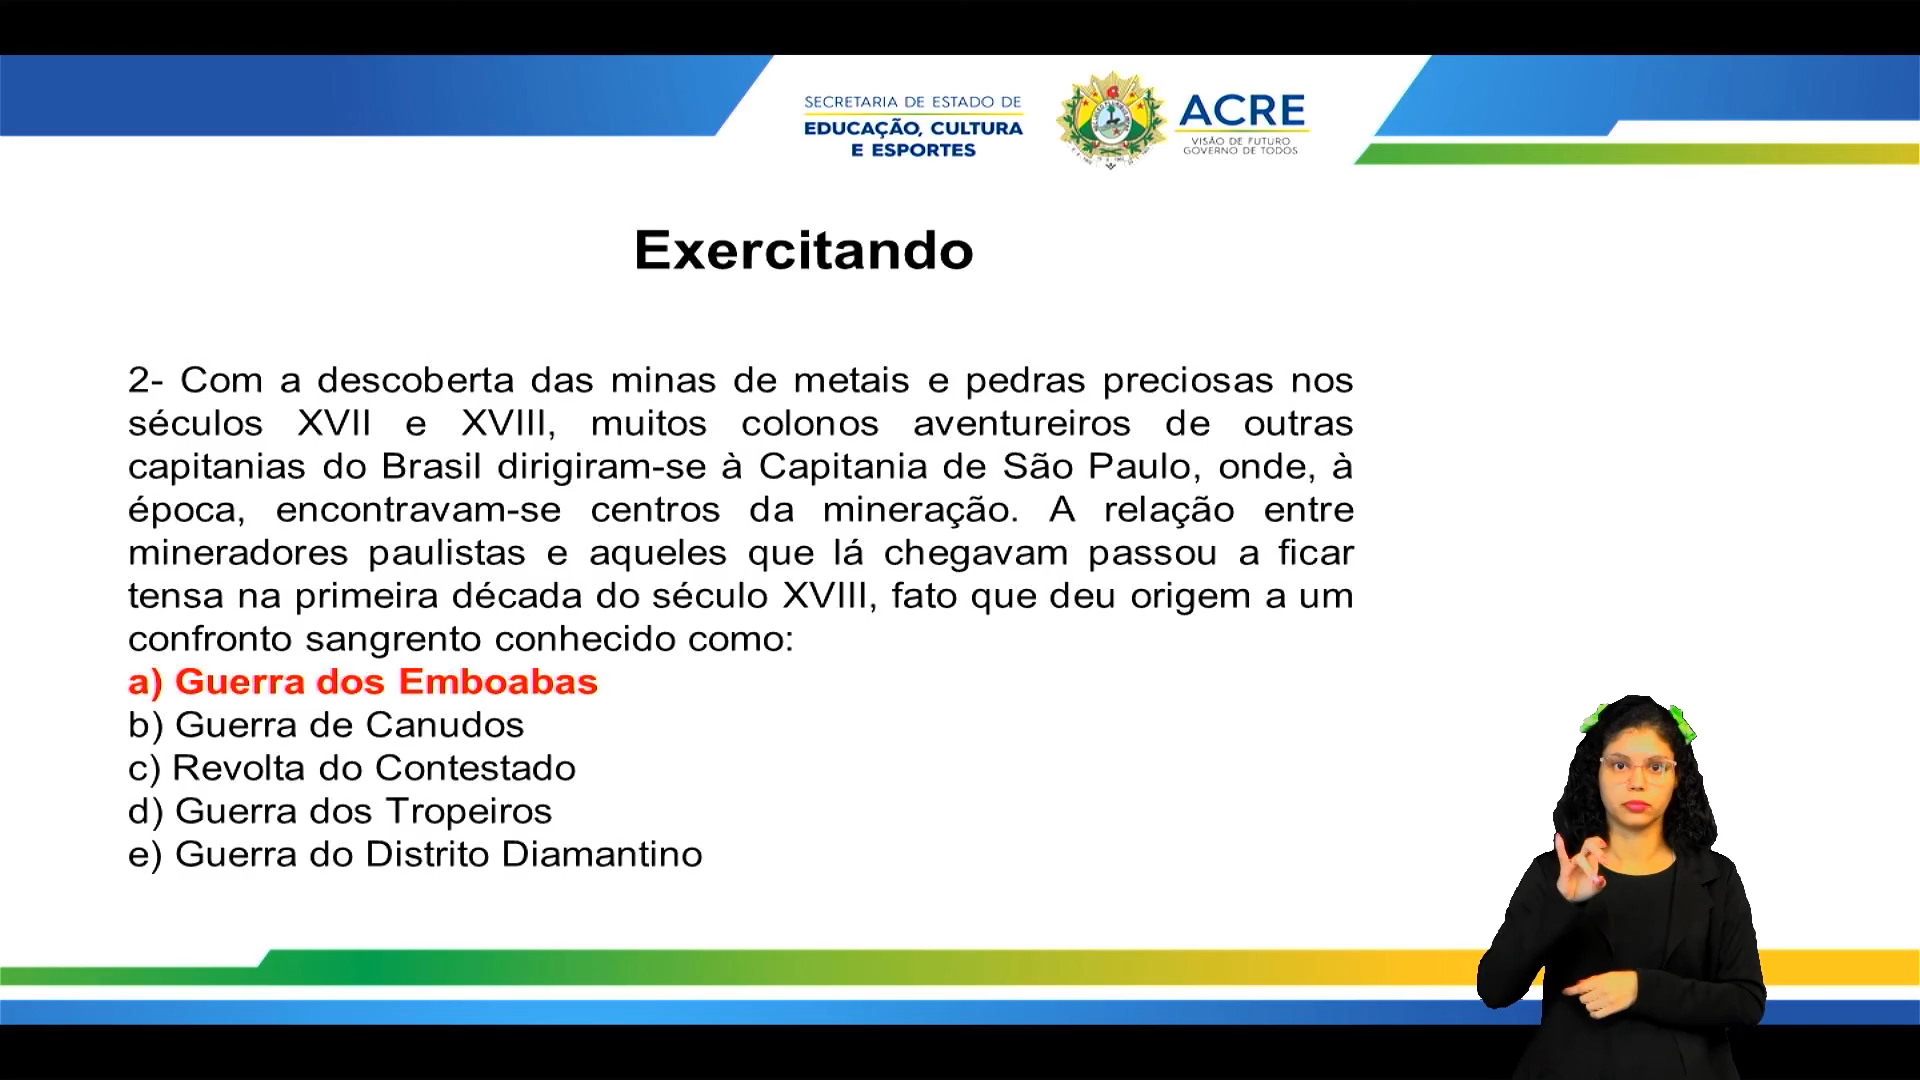 SECRETARIA DE ESTADO DE
EDUCAÇÃO, CULTURA
E ESPORTES
ACRE
VISÃO DE FUTURO
GOVERNO DE TODOS
Exercitando
2- Com a descoberta das minas de metais e pedras preciosas nos
séculos XVII e XVIII, muitos colonos aventureiros de outras
capitanias do Brasil dirigiram-se à Capitania de São Paulo, onde, à
época, encontravam-se centros da mineração. A relação entre
mineradores paulistas e aqueles que lá chegavam passou a ficar
tensa na primeira década do século XVIII, fato que deu origem a um
confronto sangrento conhecido como:
a) Guerra dos Emboabas
b) Guerra de Canudos
c) Revolta do Contestado
d) Guerra dos Tropeiros
e) Guerra do Distrito Diamantino